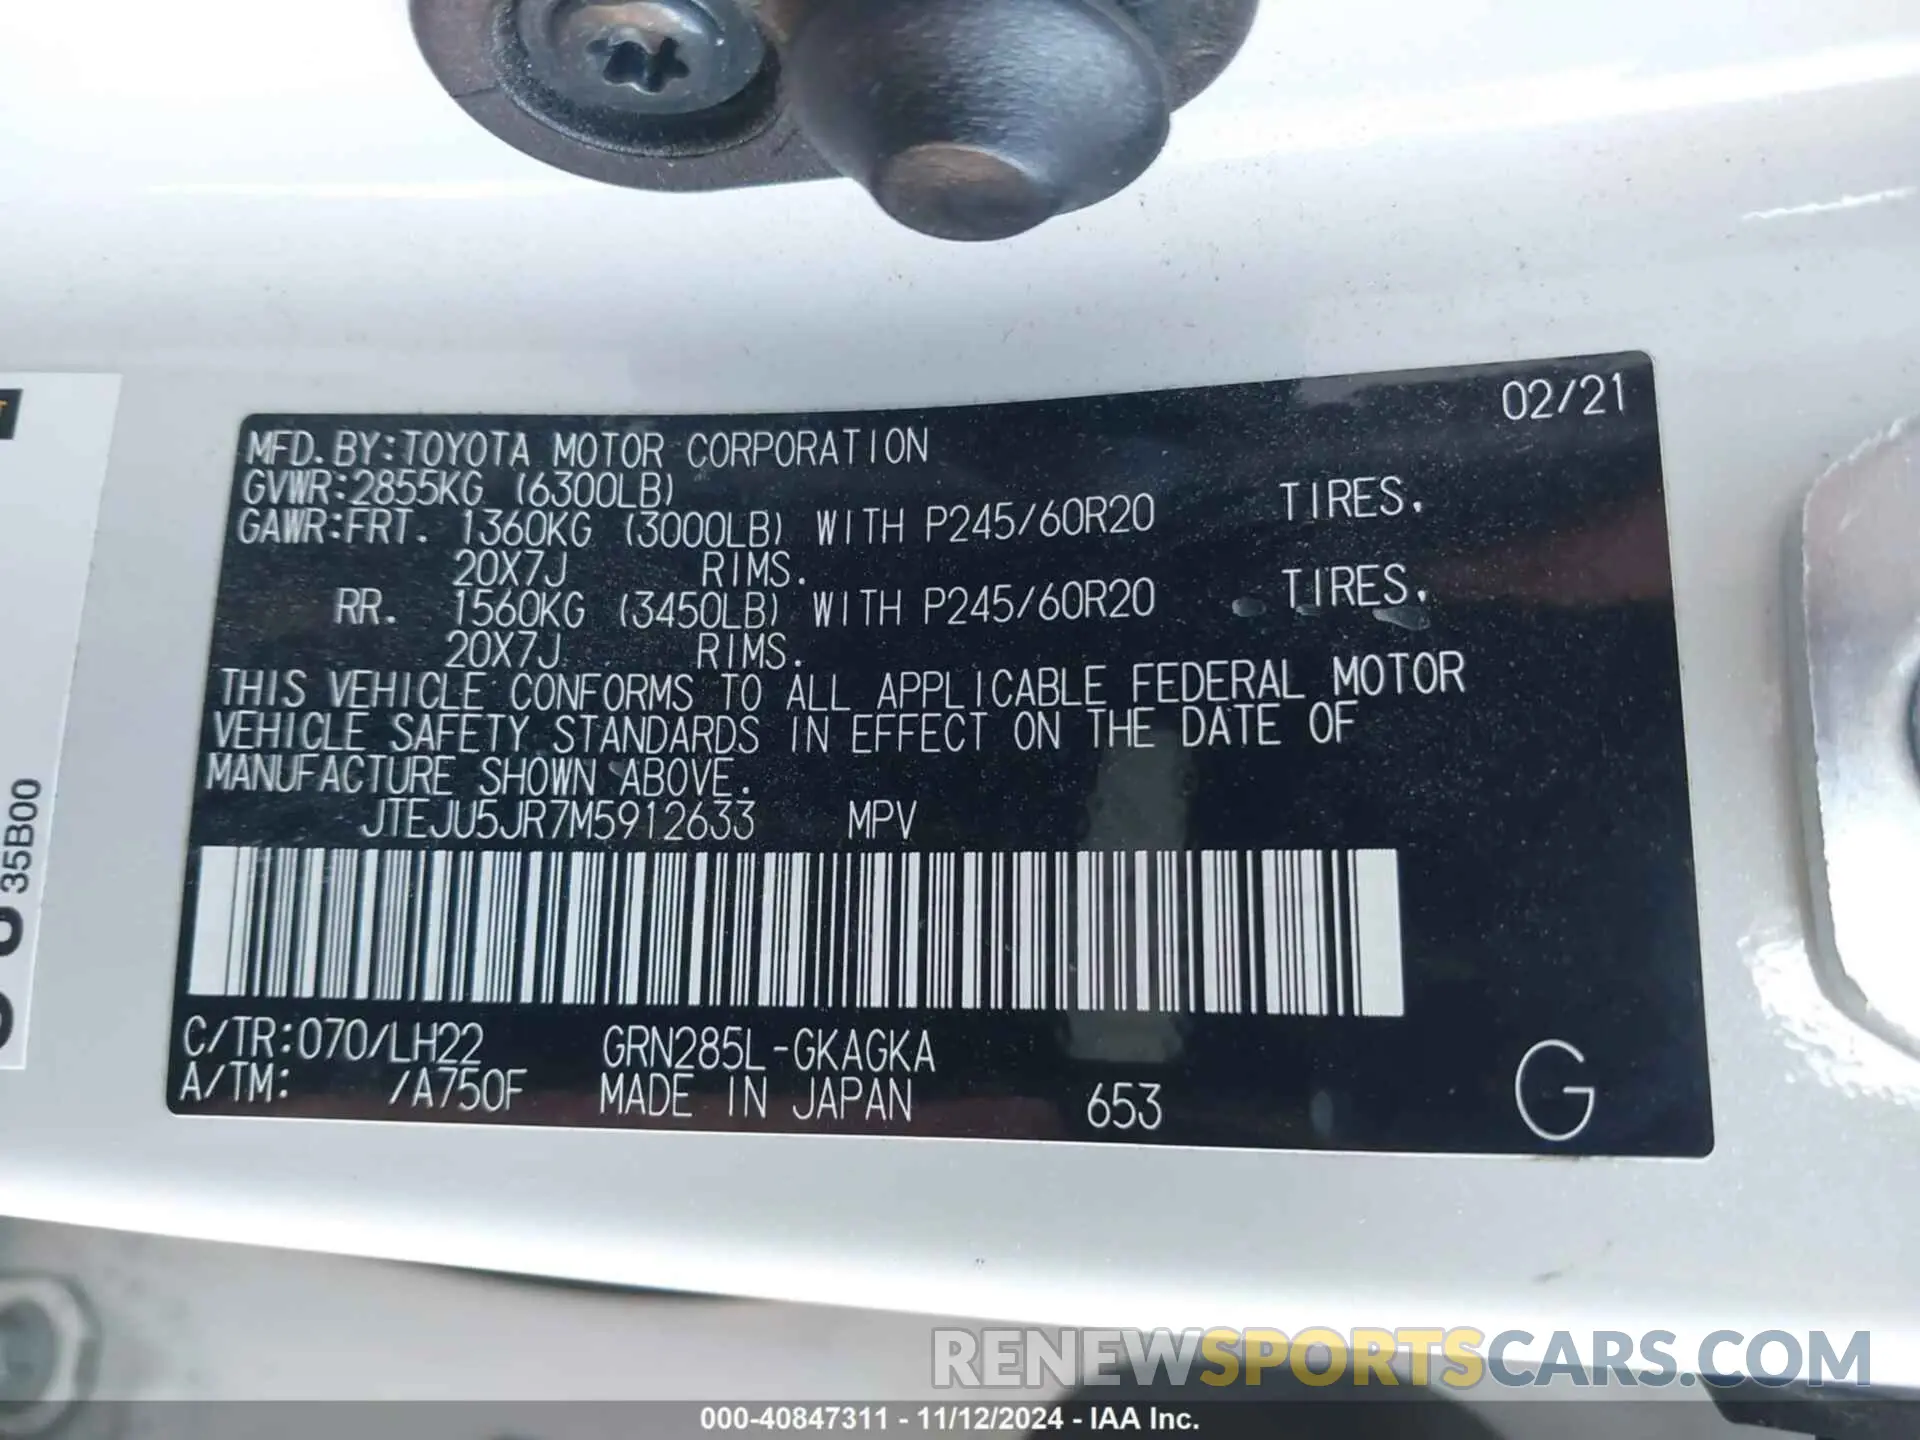 02/21
MFD.BY:TOYOTA MOTOR CORPORATION
GVWR:2855KG (6300LB)
GAWR:FRT. 1360KG (3000LB) WITH P245/60R20 TIRES.
20X7J RIMS.
RR. 1560KG (3450LB) WITH P245/60R20 TIRES.
20X7J RIMS.
THIS VEHICLE CONFORMS TO ALL APPLICABLE FEDERAL MOTOR
VEHICLE SAFETY STANDARDS IN EFFECT ON THE DATE OF
MANUFACTURE SHOWN ABOVE.
JTEJU5JR7M5912633 MPV
C/TR:070/LH22 GRN285L-GKAGKA
A/TM: /A750F MADE IN JAPAN 653 G
35B00
RENEWSPORTSCARS.COM
000-40847311 - 11/12/2024 - IAA Inc.